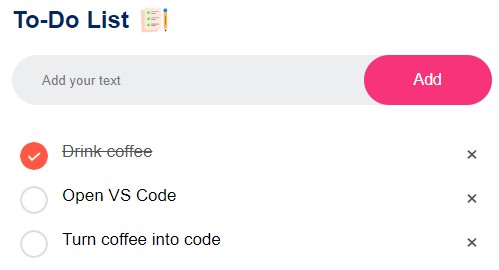 To-Do List
Add your text
Add
Drink coffee
Open VS Code
Turn coffee into code